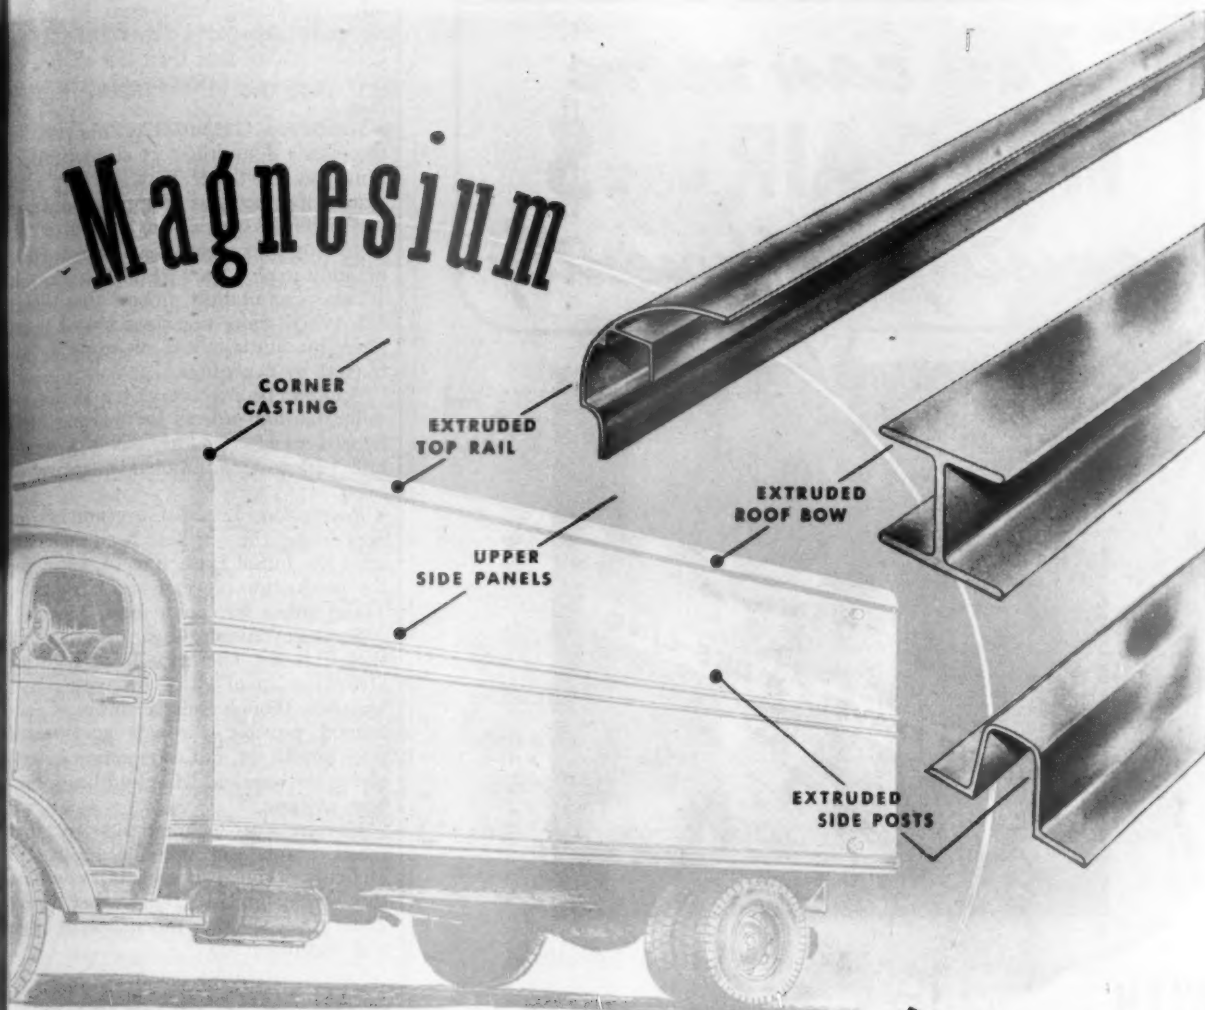 Magnesium
CORNER
CASTING
EXTRUDED
TOP RAIL
EXTRUDED
ROOF BOW
UPPER
SIDE PANELS
EXTRUDED
SIDE POSTS